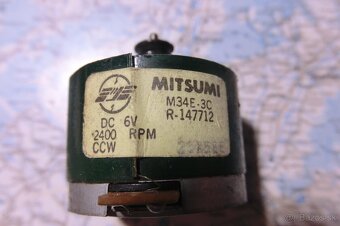 MITSUMI
M34E-3C
R-147712
DC 6V
2400 RPM
CCW